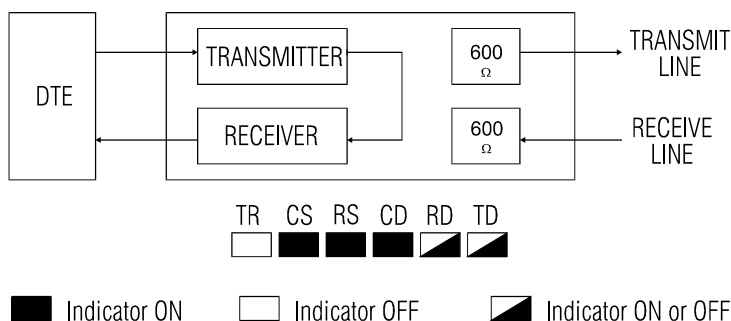 DTE
TRANSMITTER
RECEIVER
600
Ω
600
Ω
TRANSMIT
LINE
RECEIVE
LINE
TR CS RS CD RD TD
Indicator ON Indicator OFF Indicator ON or OFF